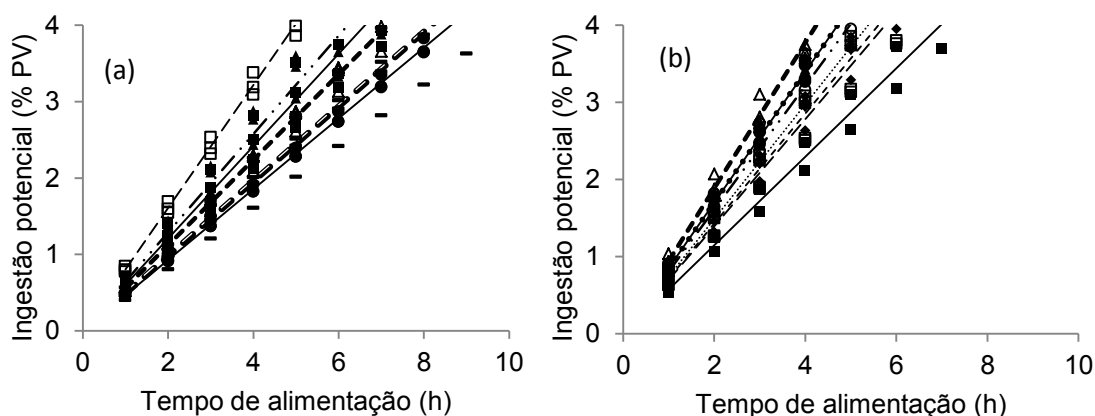 (a)
Ingestão potencial (% PV)
4
3
2
1
0
0 2 4 6 8 10
Tempo de alimentação (h)
(b)
Ingestão potencial (% PV)
4
3
2
1
0
0 2 4 6 8 10
Tempo de alimentação (h)